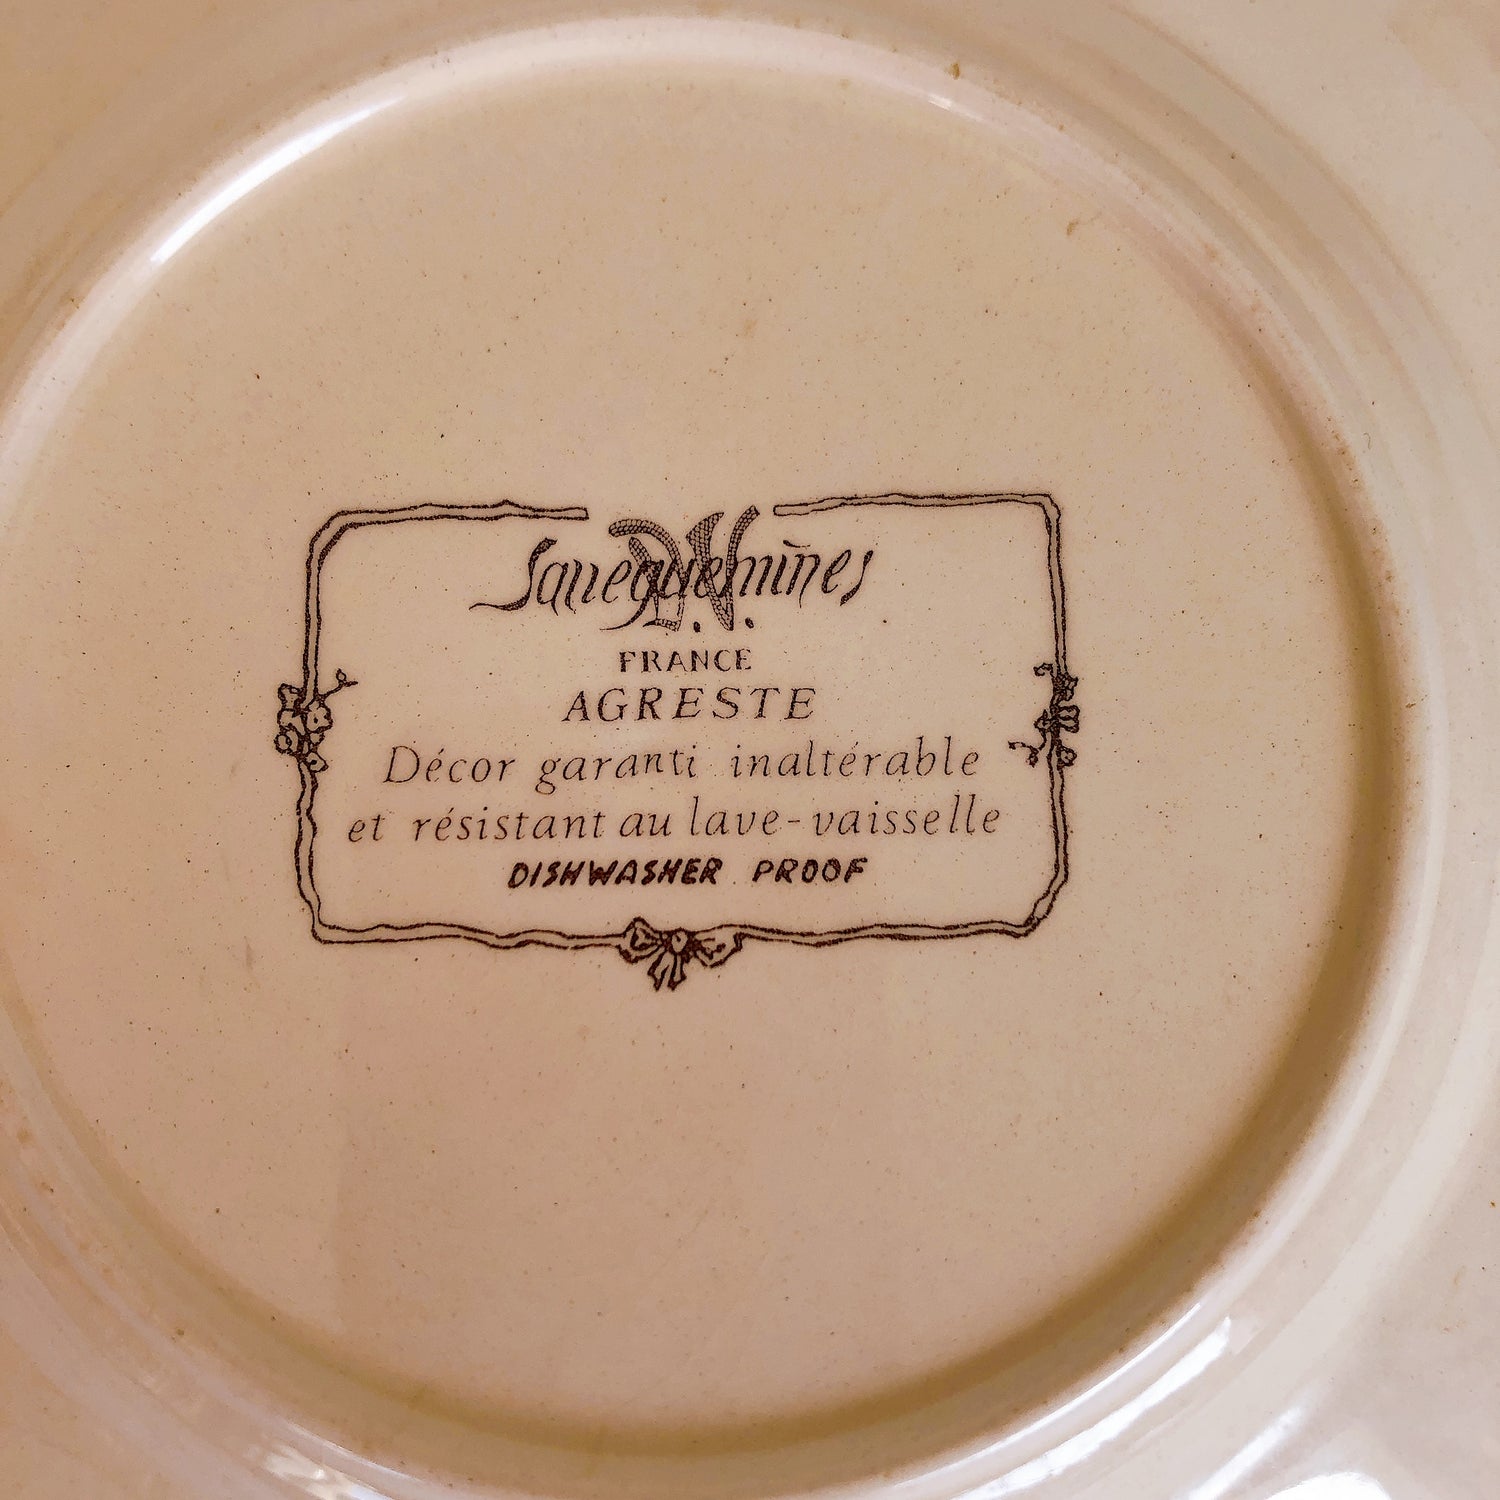 Sarreguemines
D.V.
FRANCE
AGRESTE
Décor garanti inaltérable
et résistant au lave-vaisselle
DISHWASHER PROOF